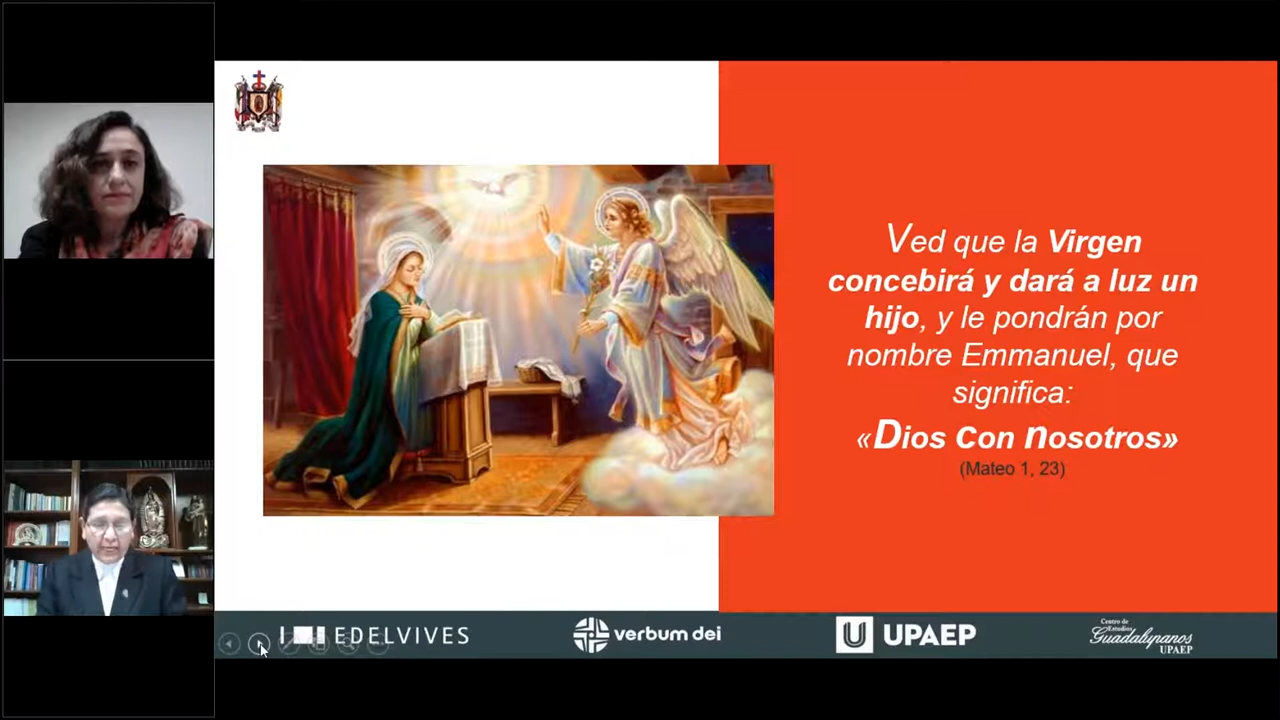 Ved que la Virgen
concebirá y dará a luz un
hijo, y le pondrán por
nombre Emmanuel, que
significa:
«Dios con nosotros»
(Mateo 1, 23)
EDELVIVES
verbum dei
U UPAEP
Centro de
Estudios
Guadalupanos
UPAEP